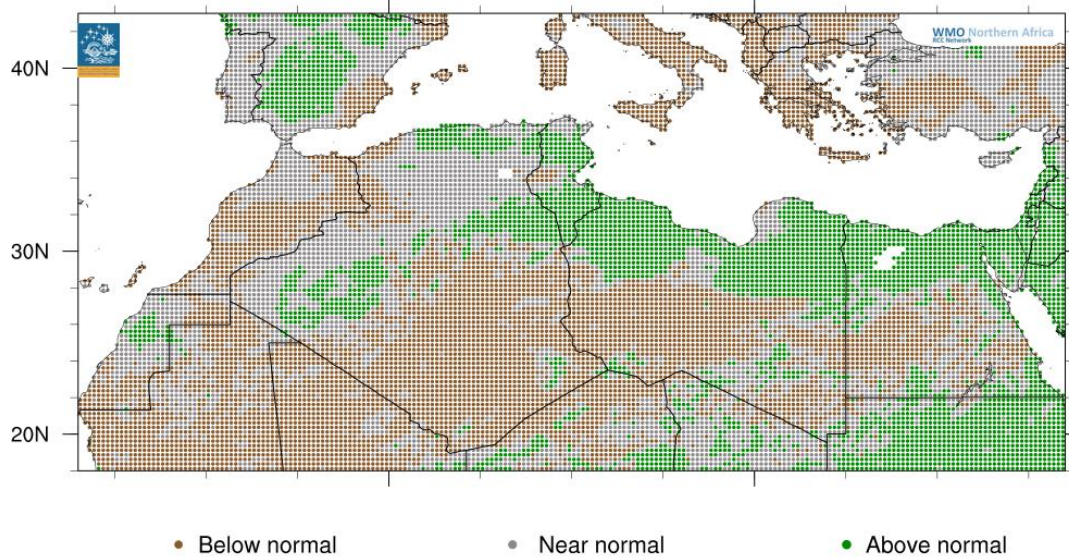 WMO Northern Africa
RCC Network
40N
30N
20N
Below normal
Near normal
Above normal